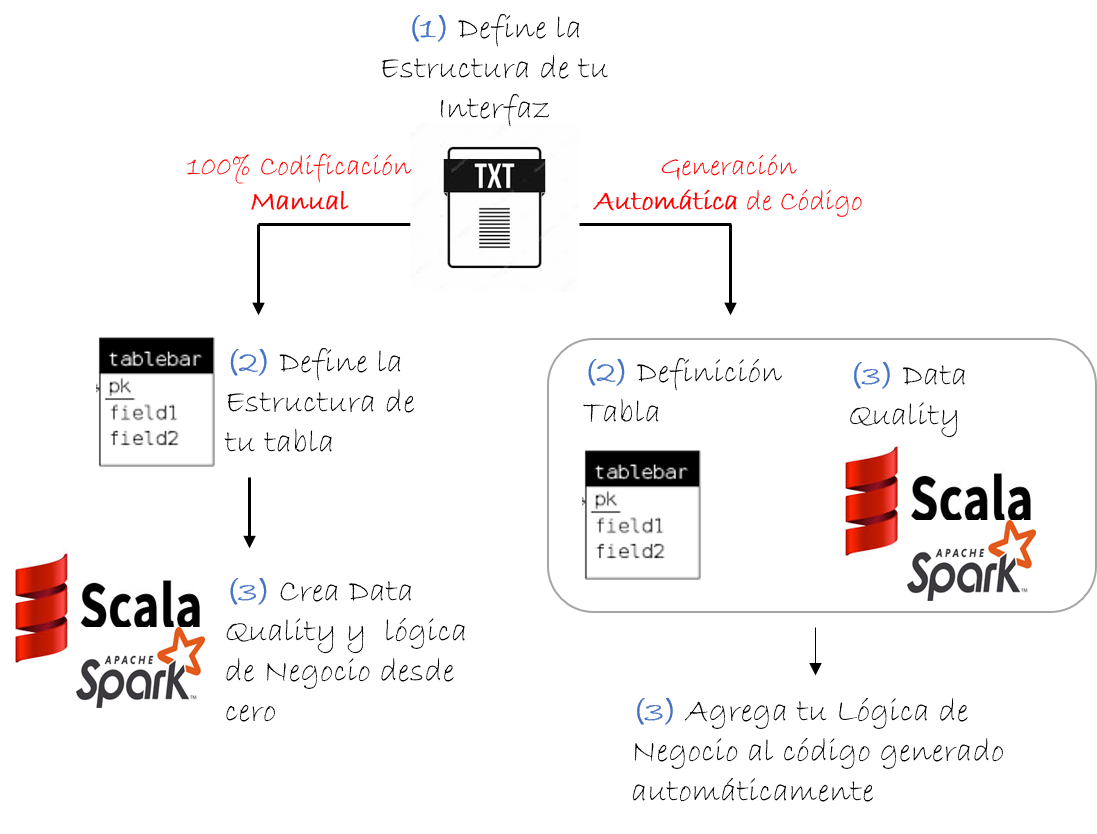 (1) Define la
Estructura de tu
Interfaz
TXT
100% Codificación
Manual
Generación
Automática de Código
tablebar
pk
field1
field2
(2) Define la
Estructura de
tu tabla
Scala
APACHE
Spark™
(3) Crea Data
Quality y lógica
de Negocio desde
cero
(2) Definición
Tabla
tablebar
pk
field1
field2
(3) Data
Quality
Scala
APACHE
Spark™
(3) Agrega tu Lógica de
Negocio al código generado
automáticamente